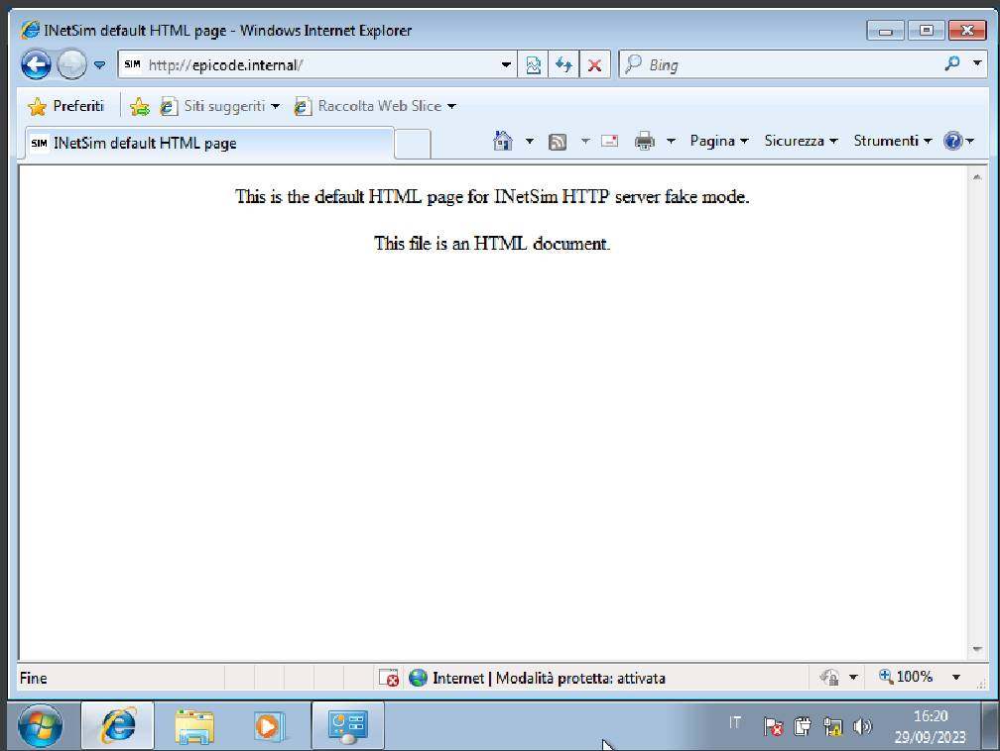 INetSim default HTML page - Windows Internet Explorer
SIM http://epicode.internal/
Bing
Preferiti
Siti suggeriti
Raccolta Web Slice
SIM INetSim default HTML page
Pagina
Sicurezza
Strumenti
This is the default HTML page for INetSim HTTP server fake mode.
This file is an HTML document.
Fine
Internet | Modalità protetta: attivata
100%
IT
16:20
29/09/2023